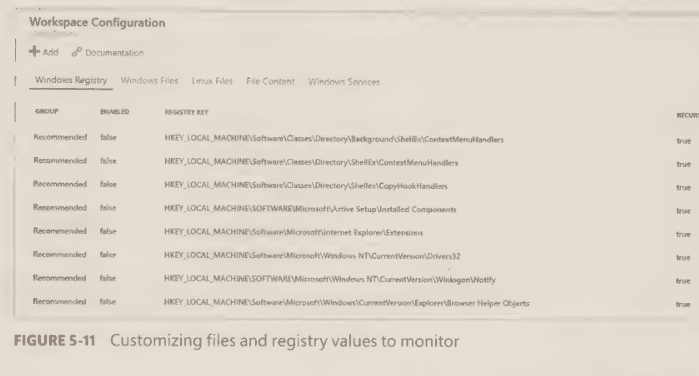 Workspace Configuration
Add Documentation
Windows Registry Windows Files Linux Files File Content Windows Services
GROUP ENABLED REGISTRY KEY RECURS
Recommended false HKEY_LOCAL_MACHINE\Software\Classes\Directory\Background\ShellEx\ContextMenuHandlers true
Recommended false HKEY_LOCAL_MACHINE\Software\Classes\Directory\ShellEx\ContextMenuHandlers true
Recommended false HKEY_LOCAL_MACHINE\Software\Classes\Directory\Shellex\CopyHookHandlers true
Recommended false HKEY_LOCAL_MACHINE\SOFTWARE\Microsoft\Active Setup\Installed Components true
Recommended false HKEY_LOCAL_MACHINE\Software\Microsoft\Internet Explorer\Extensions true
Recommended false HKEY_LOCAL_MACHINE\Software\Microsoft\Windows NT\CurrentVersion\Drivers32 true
Recommended false HKEY_LOCAL_MACHINE\SOFTWARE\Microsoft\Windows NT\CurrentVersion\Winlogon\Notify true
Recommended false HKEY_LOCAL_MACHINE\Software\Microsoft\Windows\CurrentVersion\Explorer\Browser Helper Objects true
FIGURE 5-11 Customizing files and registry values to monitor